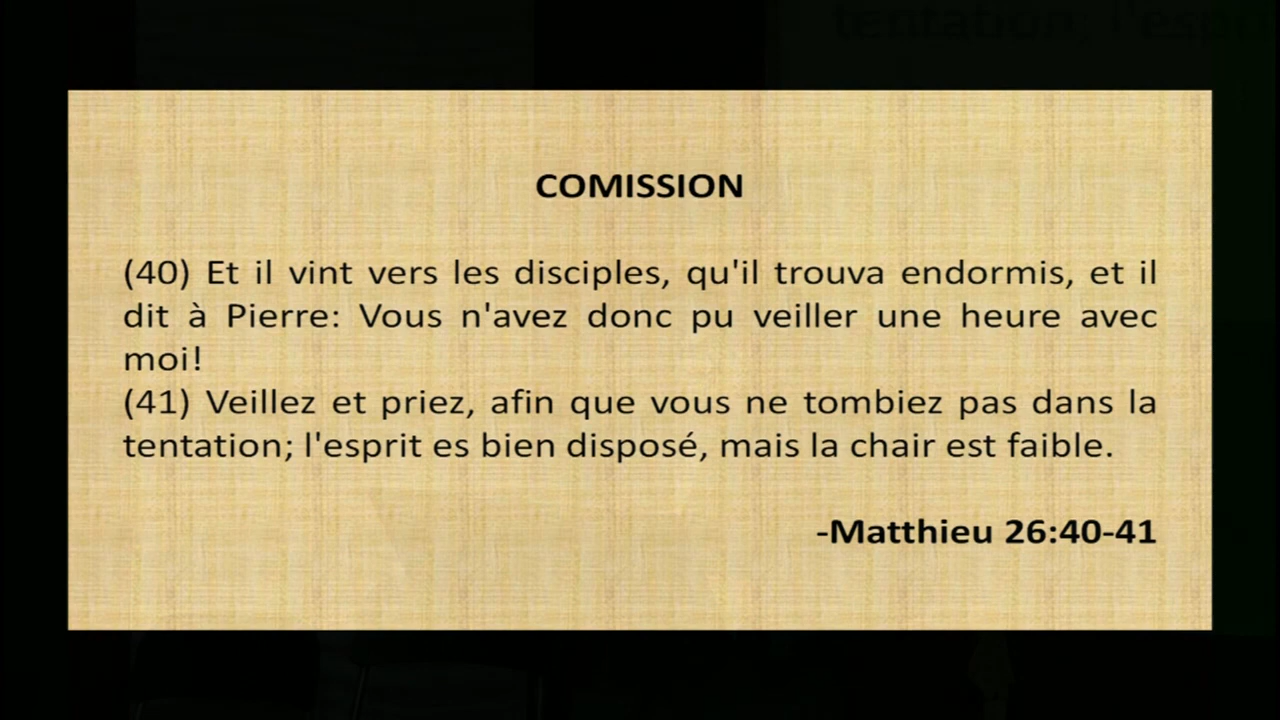 tentation; l'espri
COMISSION
(40) Et il vint vers les disciples, qu'il trouva endormis, et il
dit à Pierre: Vous n'avez donc pu veiller une heure avec
moi!
(41) Veillez et priez, afin que vous ne tombiez pas dans la
tentation; l'esprit es bien disposé, mais la chair est faible.
-Matthieu 26:40-41